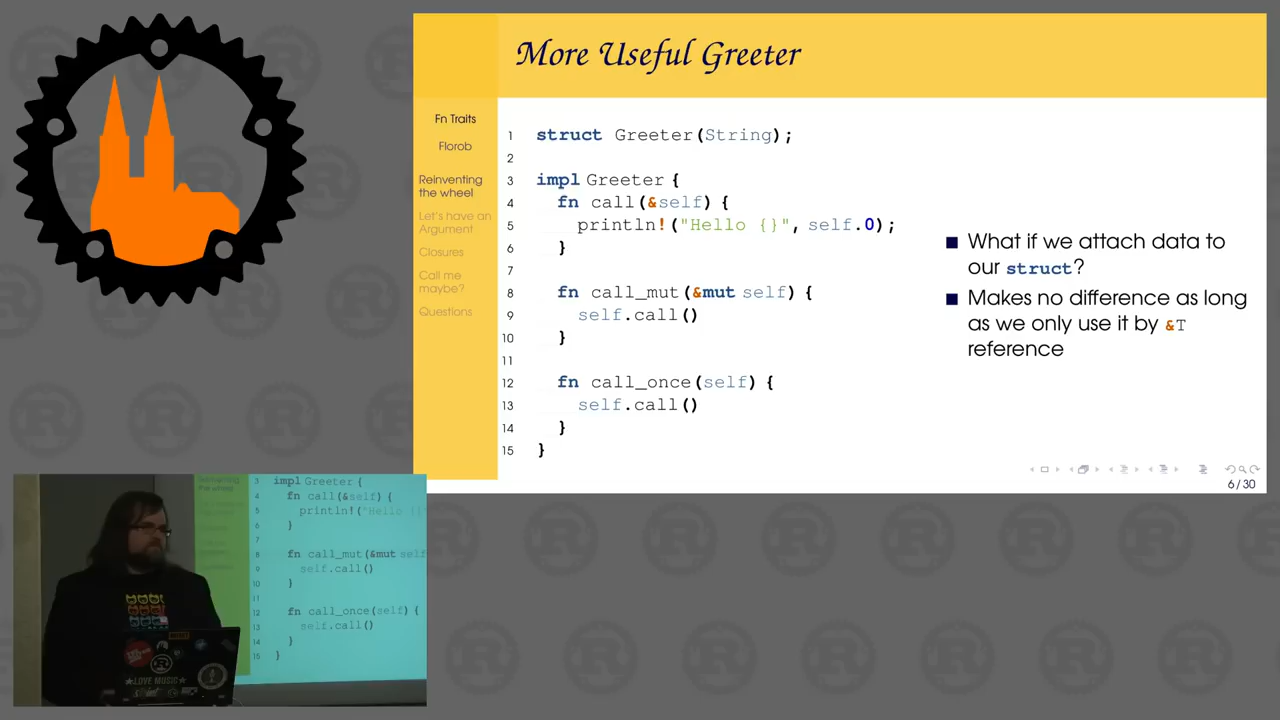 More Useful Greeter
Fn Traits
Florob
Reinventing
the wheel
Let's have an
Argument
Closures
Call me
maybe?
Questions
1 struct Greeter(String);
2
3 impl Greeter {
4 fn call(&self) {
5 println!("Hello {}", self.0);
6 }
7
8 fn call_mut(&mut self) {
9 self.call()
10 }
11
12 fn call_once(self) {
13 self.call()
14 }
15 }
■ What if we attach data to
our struct?
■ Makes no difference as long
as we only use it by &T
reference
6 / 30
3 impl Greeter {
4 fn call(&self) {
5 println!("Hello {}"
6 }
7
8 fn call_mut(&mut self
9 self.call()
10 }
11
12 fn call_once(self) {
13 self.call()
14 }
15 }
LOVE MUSIC